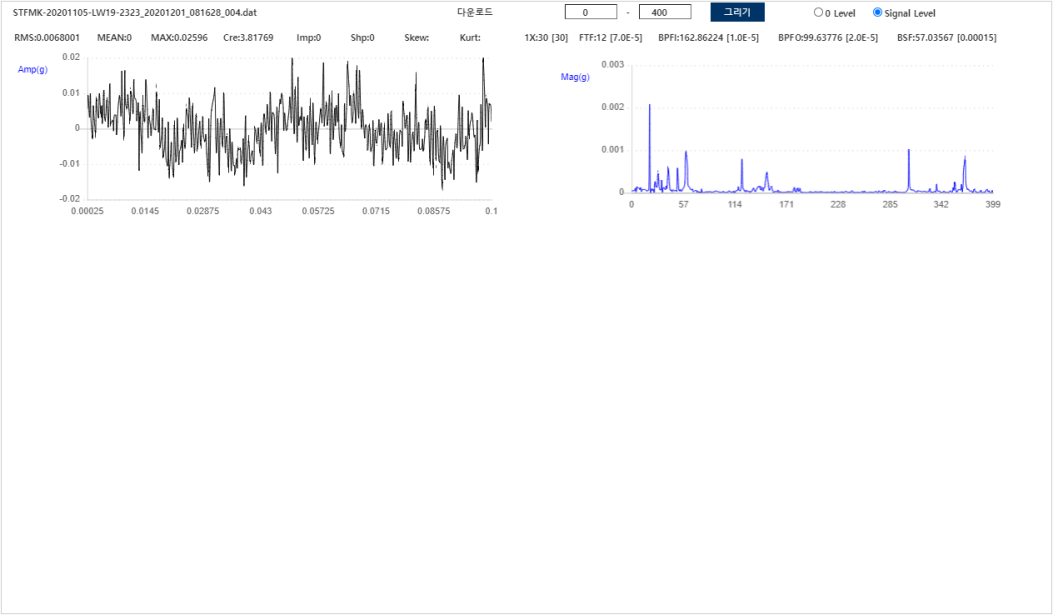 STFMK-20201105-LW19-2323_20201201_081628_004.dat 다운로드 0 - 400 그리기 0 Level Signal Level
RMS:0.0068001 MEAN:0 MAX:0.02596 Cre:3.81769 Imp:0 Shp:0 Skew: Kurt: 1X:30 [30] FTF:12 [7.0E-5] BPFI:162.86224 [1.0E-5] BPFO:99.63776 [2.0E-5] BSF:57.03567 [0.00015]
Amp(g)
0.02
0.01
0
-0.01
-0.02
0.00025 0.0145 0.02875 0.043 0.05725 0.0715 0.08575 0.1
Mag(g)
0.003
0.002
0.001
0
0 57 114 171 228 285 342 399